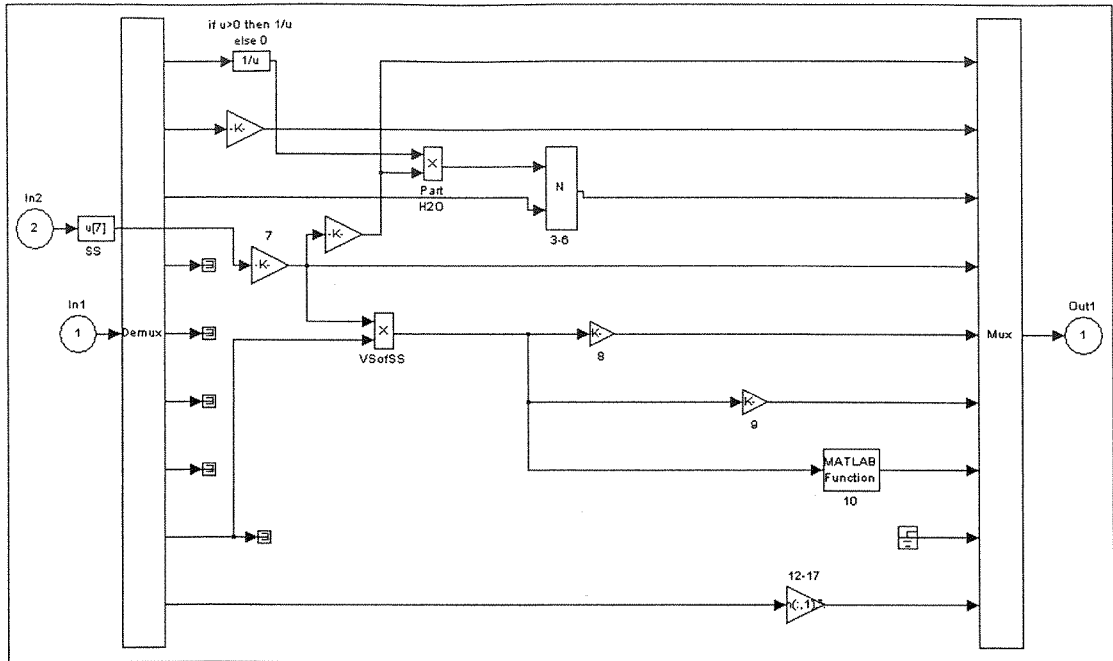 if u>0 then 1/u
else 0
1/u
-K-
X
Part
H2O
N
3-6
In2
2
u[7]
SS
7
-K-
-K-
In1
1
Demux
X
VSofSS
K-
8
Mux
Out1
1
K-
9
MATLAB
Function
10
12-17